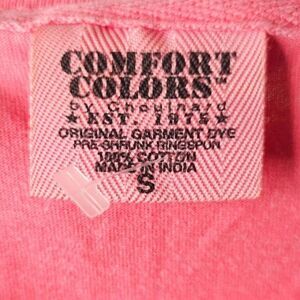 COMFORT
COLORS™
by Chouinard
★ EST. 1975 ★
ORIGINAL GARMENT DYE
PRE-SHRUNK RINGSPUN
100% COTTON
MADE IN INDIA
S